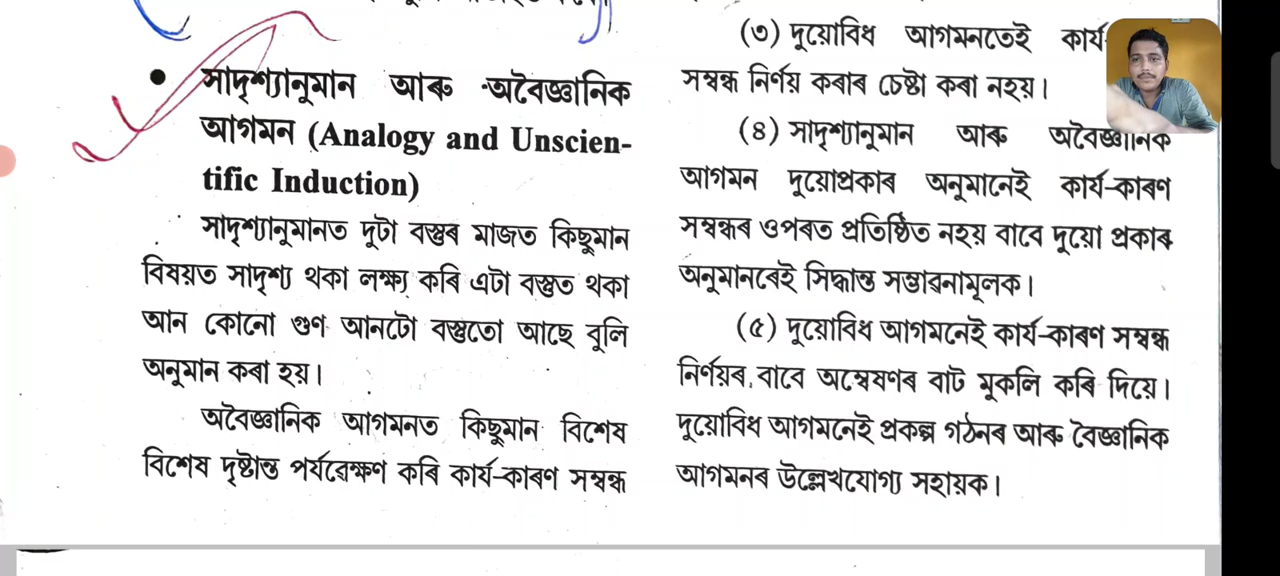 • সাদৃশ্যানুমান আৰু অবৈজ্ঞানিক
আগমন (Analogy and Unscien-
tific Induction)
সাদৃশ্যানুমানত দুটা বস্তুৰ মাজত কিছুমান
বিষয়ত সাদৃশ্য থকা লক্ষ্য কৰি এটা বস্তুত থকা
আন কোনো গুণ আনটো বস্তুতো আছে বুলি
অনুমান কৰা হয়।
অবৈজ্ঞানিক আগমনত কিছুমান বিশেষ
বিশেষ দৃষ্টান্ত পৰ্যৱেক্ষণ কৰি কাৰ্য-কাৰণ সম্বন্ধ
(৩) দুয়োবিধ আগমনতেই কাৰ্য-
সম্বন্ধ নিৰ্ণয় কৰাৰ চেষ্টা কৰা নহয়।
(৪) সাদৃশ্যানুমান আৰু অবৈজ্ঞানিক
আগমন দুয়োপ্ৰকাৰ অনুমানেই কাৰ্য-কাৰণ
সম্বন্ধৰ ওপৰত প্ৰতিষ্ঠিত নহয় বাবে দুয়ো প্ৰকাৰ
অনুমানৰেই সিদ্ধান্ত সম্ভাৱনামূলক।
(৫) দুয়োবিধ আগমনেই কাৰ্য-কাৰণ সম্বন্ধ
নিৰ্ণয়ৰ বাবে অন্বেষণৰ বাট মুকলি কৰি দিয়ে।
দুয়োবিধ আগমনেই প্ৰকল্প গঠনৰ আৰু বৈজ্ঞানিক
আগমনৰ উল্লেখযোগ্য সহায়ক।